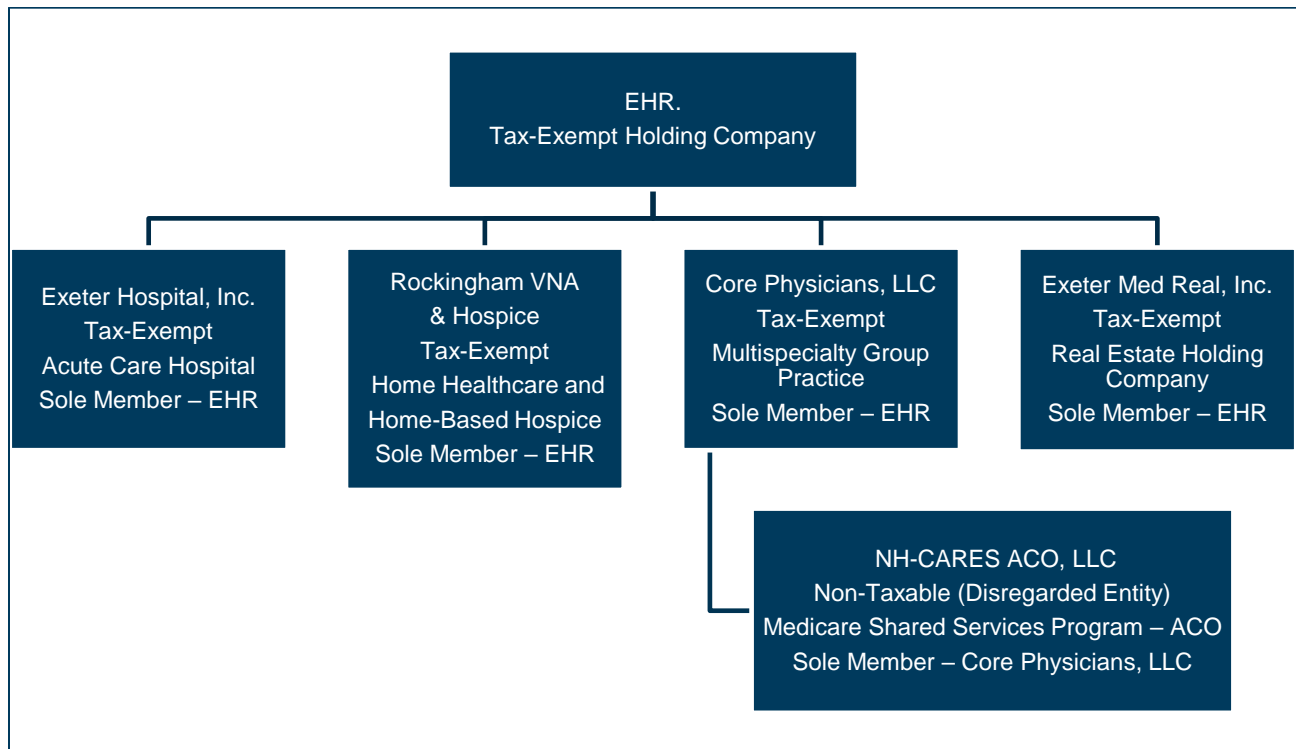 EHR.
Tax-Exempt Holding Company
Exeter Hospital, Inc.
Tax-Exempt
Acute Care Hospital
Sole Member – EHR
Rockingham VNA
& Hospice
Tax-Exempt
Home Healthcare and
Home-Based Hospice
Sole Member – EHR
Core Physicians, LLC
Tax-Exempt
Multispecialty Group
Practice
Sole Member – EHR
Exeter Med Real, Inc.
Tax-Exempt
Real Estate Holding
Company
Sole Member – EHR
NH-CARES ACO, LLC
Non-Taxable (Disregarded Entity)
Medicare Shared Services Program – ACO
Sole Member – Core Physicians, LLC